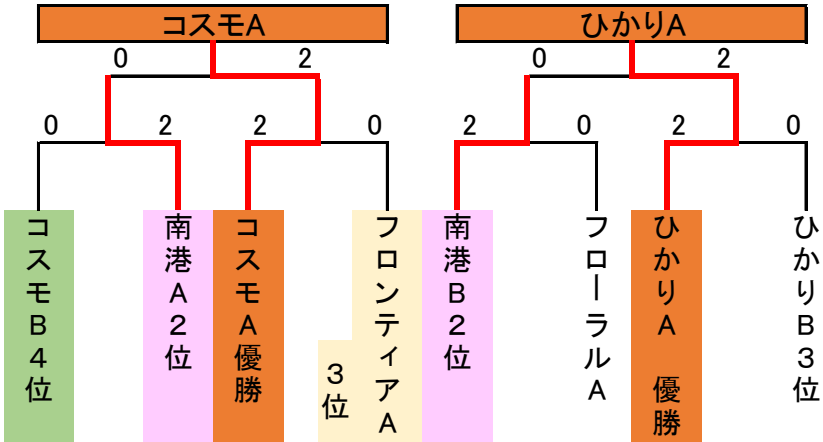 コスモA
ひかりA
0 2 0 2
0 2 2 0 2 0 2 0
コスモB4位
南港A2位
コスモA優勝
フロンティアA
3位
南港B2位
フローラルA
ひかりA 優勝
ひかりB3位